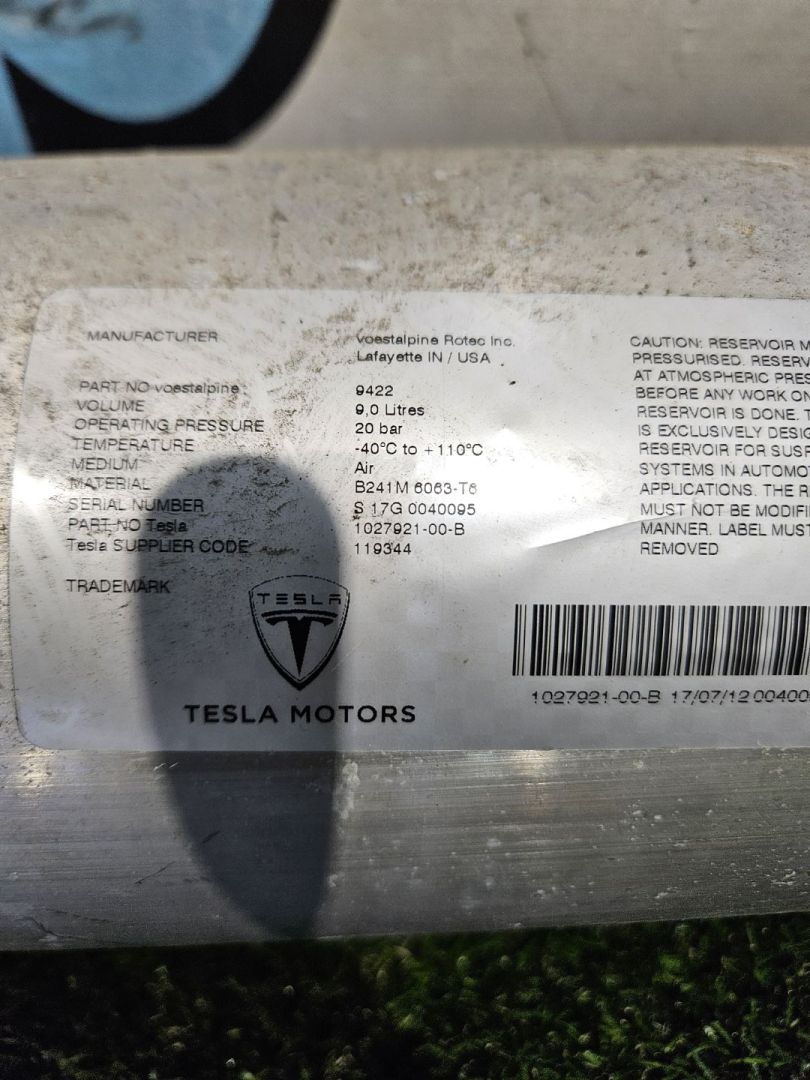 MANUFACTURER voestalpine Rotec Inc.
Lafayette IN / USA
PART NO voestalpine: 9422
VOLUME 9,0 Litres
OPERATING PRESSURE 20 bar
TEMPERATURE -40°C to +110°C
MEDIUM Air
MATERIAL B241M 6063-T6
SERIAL NUMBER S 17G 0040095
PART NO Tesla 1027921-00-B
Tesla SUPPLIER CODE 119344
TRADEMARK
TESLA
TESLA MOTORS
CAUTION: RESERVOIR M
PRESSURISED. RESERV
AT ATMOSPHERIC PRES
BEFORE ANY WORK ON
RESERVOIR IS DONE. T
IS EXCLUSIVELY DESIG
RESERVOIR FOR SUSP
SYSTEMS IN AUTOMOT
APPLICATIONS. THE R
MUST NOT BE MODIFI
MANNER. LABEL MUST
REMOVED
1027921-00-B 17/07/12 00400